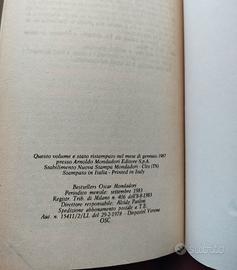 Questo volume è stato ristampato nel mese di gennaio 1987
presso Arnoldo Mondadori Editore S.p.A.
Stabilimento Nuova Stampa Mondadori - Cles (TN)
Stampato in Italia - Printed in Italy
Bestsellers Oscar Mondadori
Periodico mensile: settembre 1983
Registr. Trib. di Milano n. 406 dell'8-8-1983
Direttore responsabile: Alcide Paolini
Spedizione abbonamento postale a T.E.
Aut. n. 15411/2/LL del 29-2-1978 - Direpostel Verona
OSC
subito